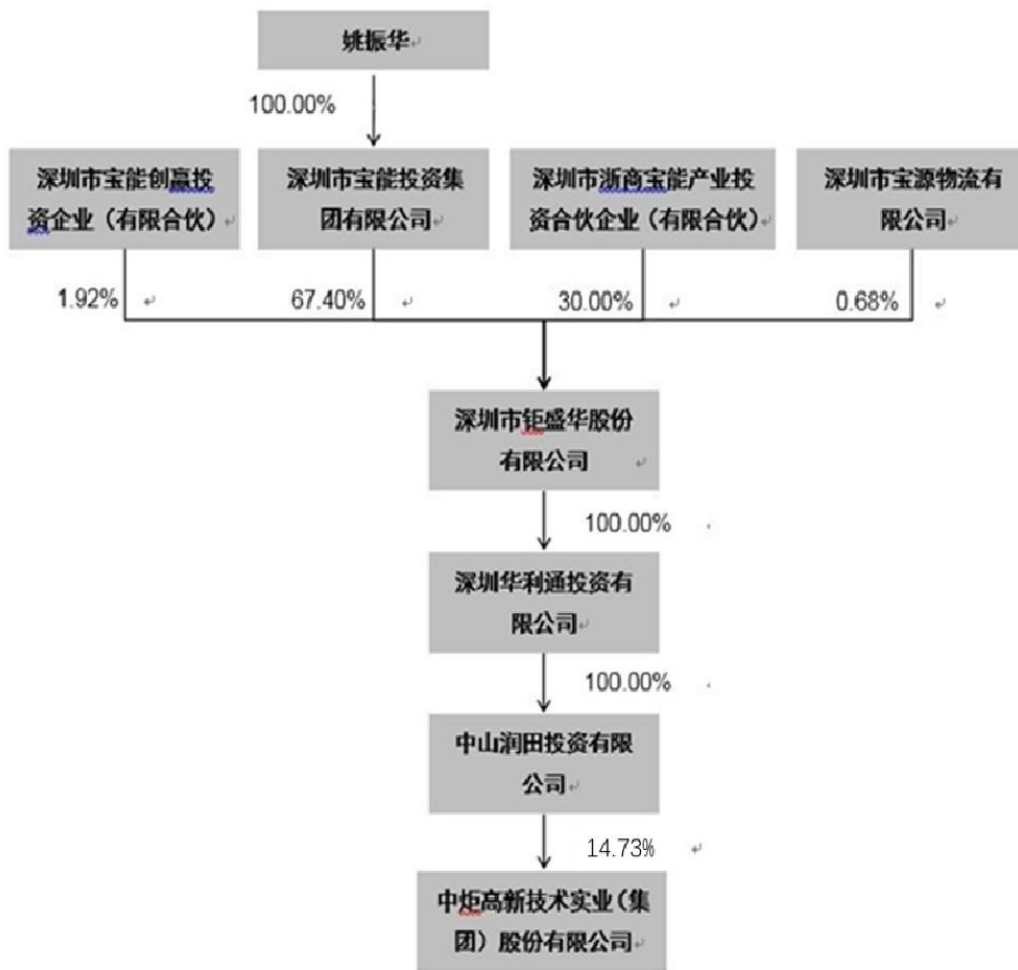 姚振华
100.00%
深圳市宝能创赢投
资企业（有限合伙）
深圳市宝能投资集
团有限公司
深圳市浙商宝能产业投
资合伙企业（有限合伙）
深圳市宝源物流有
限公司
1.92%
67.40%
30.00%
0.68%
深圳市钜盛华股份
有限公司
100.00%
深圳华利通投资有
限公司
100.00%
中山润田投资有限
公司
14.73%
中炬高新技术实业（集
团）股份有限公司